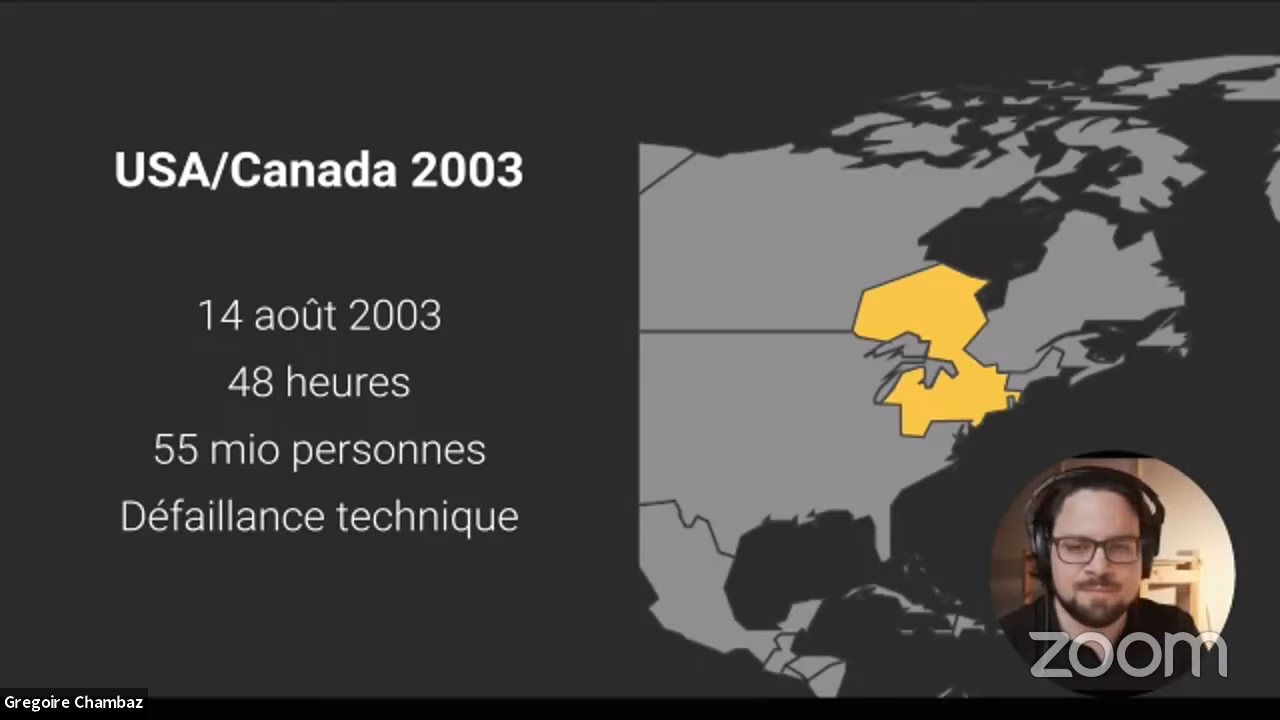 USA/Canada 2003
14 août 2003
48 heures
55 mio personnes
Défaillance technique
zoom
Gregoire Chambaz